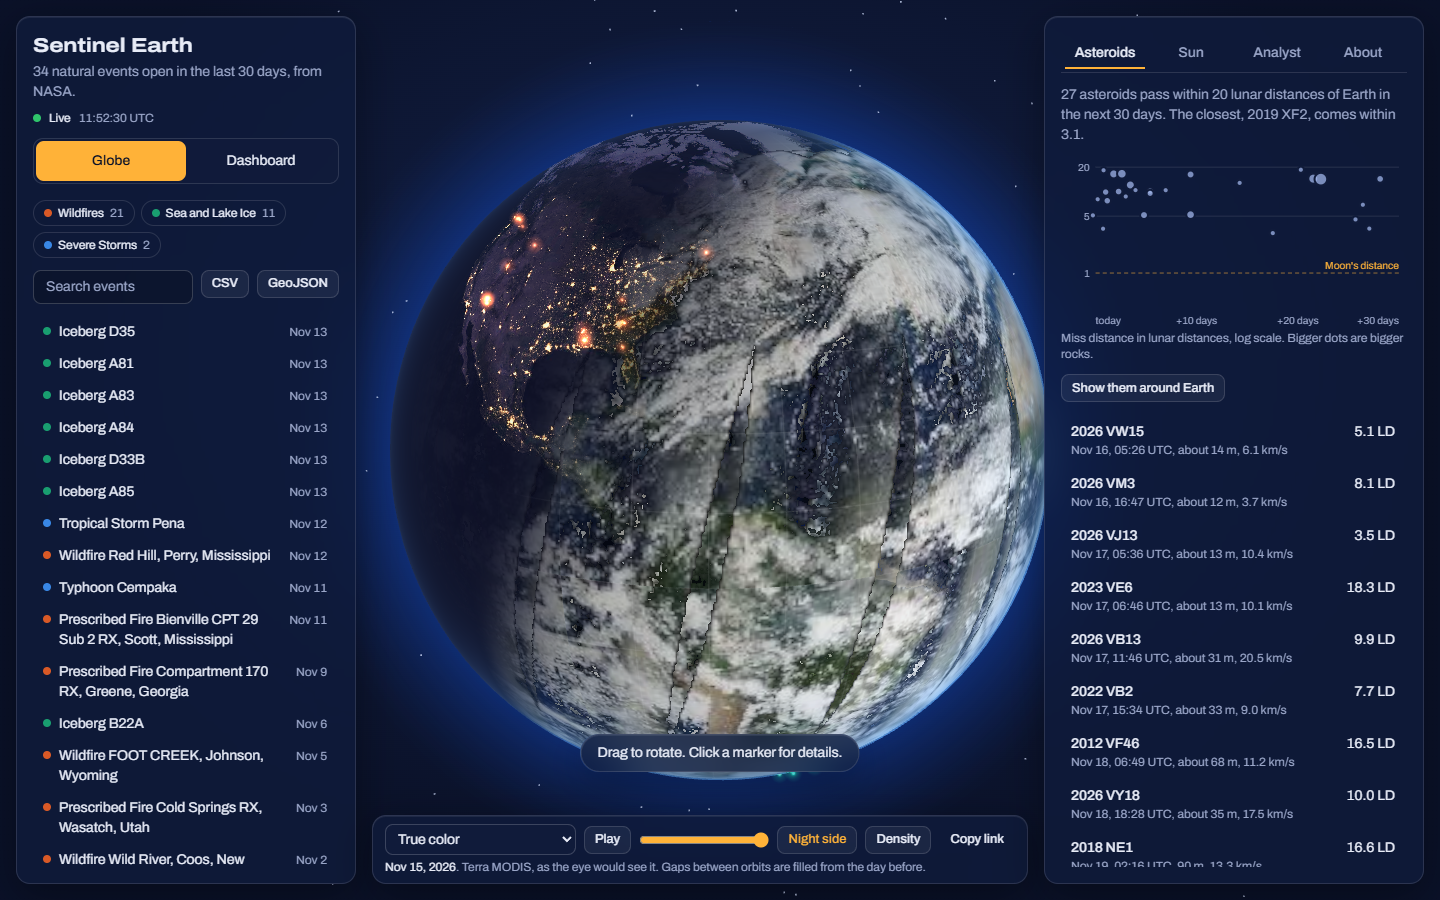 Sentinel Earth
34 natural events open in the last 30 days, from
NASA.
Live 11:52:30 UTC
Globe Dashboard
Wildfires 21 Sea and Lake Ice 11
Severe Storms 2
Search events CSV GeoJSON
Iceberg D35 Nov 13
Iceberg A81 Nov 13
Iceberg A83 Nov 13
Iceberg A84 Nov 13
Iceberg D33B Nov 13
Iceberg A85 Nov 13
Tropical Storm Pena Nov 12
Wildfire Red Hill, Perry, Mississippi Nov 12
Typhoon Cempaka Nov 11
Prescribed Fire Bienville CPT 29 Nov 11
Sub 2 RX, Scott, Mississippi
Prescribed Fire Compartment 170 Nov 9
RX, Greene, Georgia
Iceberg B22A Nov 6
Wildfire FOOT CREEK, Johnson, Nov 5
Wyoming
Prescribed Fire Cold Springs RX, Nov 3
Wasatch, Utah
Wildfire Wild River, Coos, New Nov 2
Drag to rotate. Click a marker for details.
True color Play Night side Density Copy link
Nov 15, 2026. Terra MODIS, as the eye would see it. Gaps between orbits are filled from the day before.
Asteroids Sun Analyst About
27 asteroids pass within 20 lunar distances of Earth in
the next 30 days. The closest, 2019 XF2, comes within
3.1.
20
5
Moon's distance
1
today +10 days +20 days +30 days
Miss distance in lunar distances, log scale. Bigger dots are bigger
rocks.
Show them around Earth
2026 VW15 5.1 LD
Nov 16, 05:26 UTC, about 14 m, 6.1 km/s
2026 VM3 8.1 LD
Nov 16, 16:47 UTC, about 12 m, 3.7 km/s
2026 VJ13 3.5 LD
Nov 17, 05:36 UTC, about 13 m, 10.4 km/s
2023 VE6 18.3 LD
Nov 17, 06:46 UTC, about 13 m, 10.1 km/s
2026 VB13 9.9 LD
Nov 17, 11:46 UTC, about 31 m, 20.5 km/s
2022 VB2 7.7 LD
Nov 17, 15:34 UTC, about 33 m, 9.0 km/s
2012 VF46 16.5 LD
Nov 18, 06:49 UTC, about 68 m, 11.2 km/s
2026 VY18 10.0 LD
Nov 18, 18:28 UTC, about 35 m, 17.5 km/s
2018 NE1 16.6 LD
Nov 19, 02:16 UTC, 90 m, 13.3 km/s